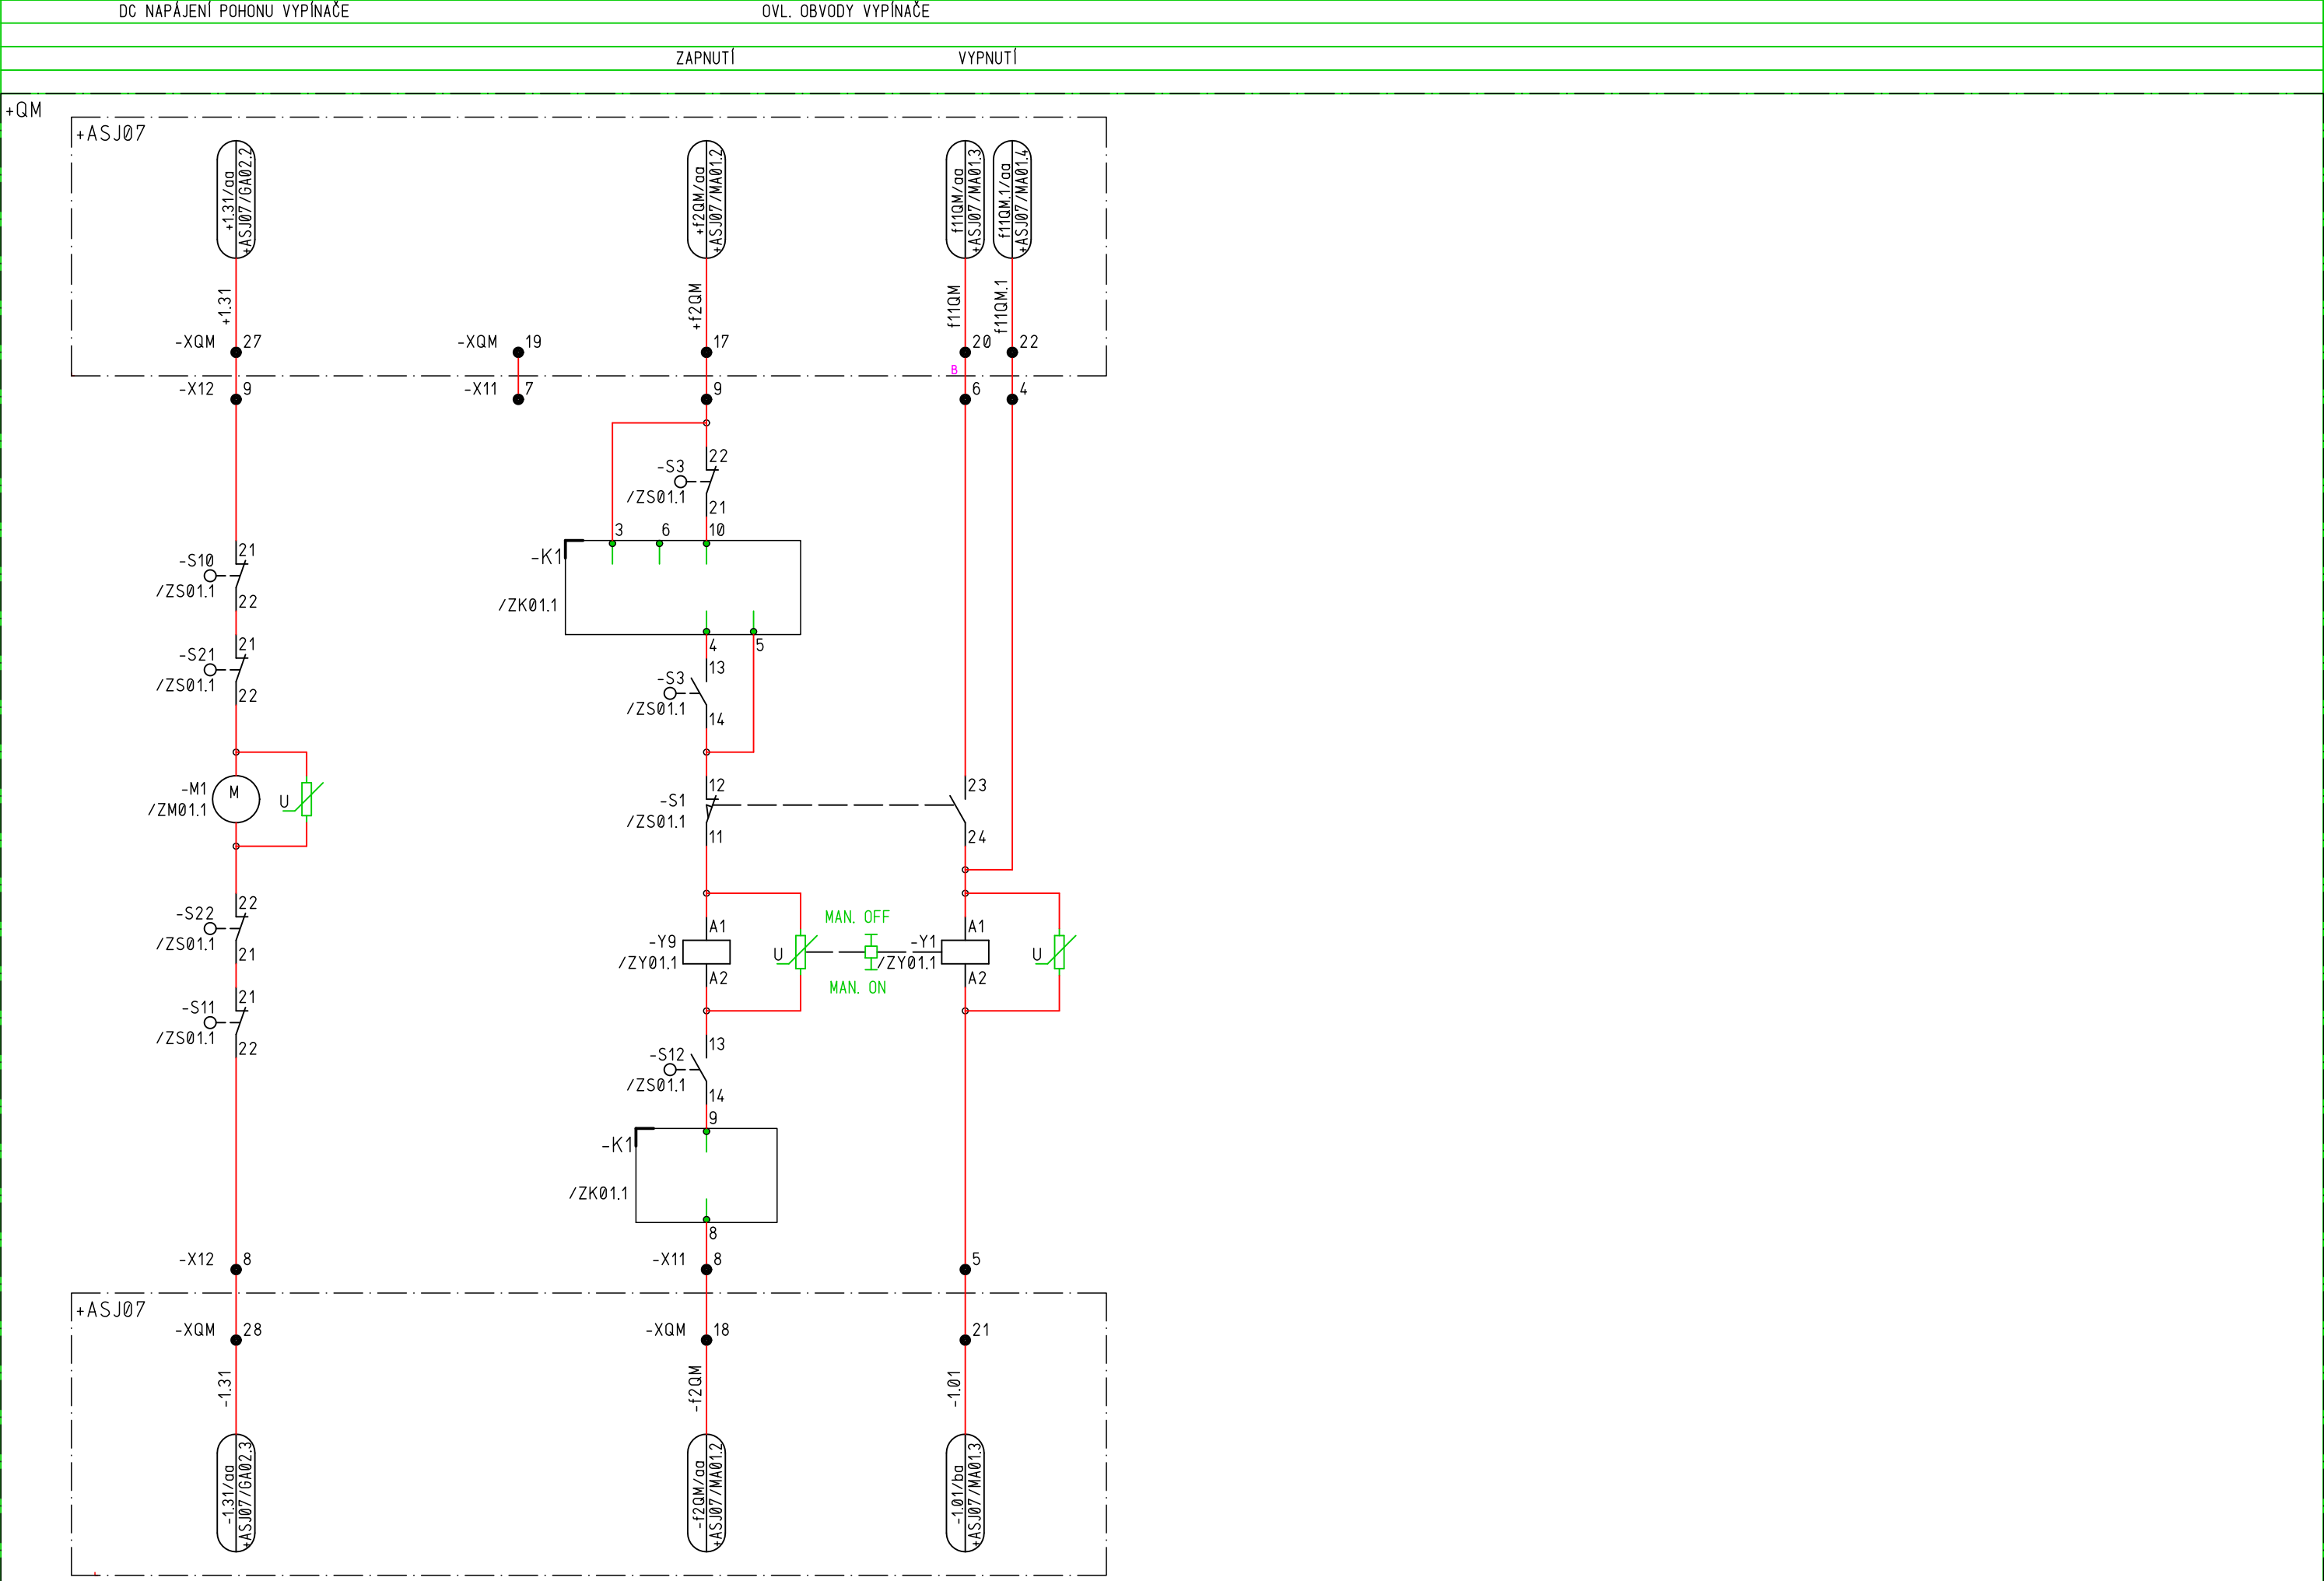 DC NAPÁJENÍ POHONU VYPÍNAČE
OVL. OBVODY VYPÍNAČE
ZAPNUTÍ
VYPNUTÍ
+QM
+ASJ07
+1.31/aa
+ASJ07/GA02.2
+f2QM/aa
+ASJ07/MA01.2
f11QM/aa
+ASJ07/MA01.3
f11QM.1/aa
+ASJ07/MA01.4
+1.31
+f2QM
f11QM
f11QM.1
-XQM 27
-XQM 19
17
20
22
B
-X12 9
-X11 7
9
6
4
22
-S3
/ZS01.1
21
3
6
10
-K1
/ZK01.1
4
5
21
-S10
/ZS01.1
22
21
-S21
/ZS01.1
22
13
-S3
/ZS01.1
14
-M1
/ZM01.1
M
U
12
-S1
/ZS01.1
11
23
24
22
-S22
/ZS01.1
21
A1
-Y9
/ZY01.1
A2
U
MAN. OFF
MAN. ON
A1
-Y1
/ZY01.1
A2
U
21
-S11
/ZS01.1
22
13
-S12
/ZS01.1
14
9
-K1
/ZK01.1
8
-X12 8
-X11 8
5
+ASJ07
-XQM 28
-XQM 18
21
-1.31
-f2QM
-1.01
-1.31/aa
+ASJ07/GA02.3
-f2QM/aa
+ASJ07/MA01.2
-1.01/ba
+ASJ07/MA01.3